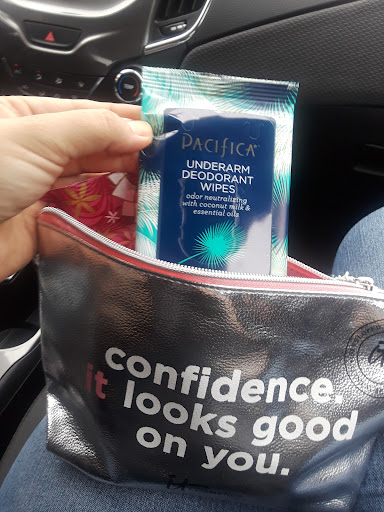 PACIFICA
UNDERARM
DEODORANT
WIPES
odor neutralizing
with coconut milk &
essential oils
confidence.
it looks good
on you.